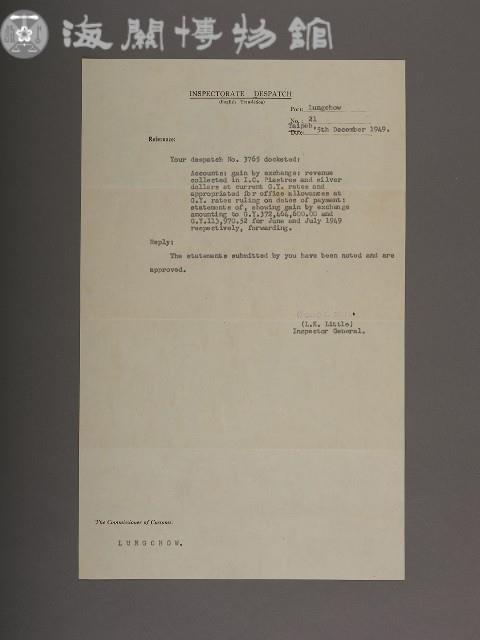 海關博物館
INSPECTORATE DESPATCH
(English Translation)
Port: Lungchow
No. 21
Taipeh,
Date: 5th December 1949.
Reference:
Your despatch No. 3765 docketed:
Accounts: gain by exchange: revenue
collected in I.C. Piastres and silver
dollars at current G.Y. rates and
appropriated for office allowances at
G.Y. rates ruling on dates of payment:
statements of, showing gain by exchange
amounting to G.Y.372,464,600.00 and
G.Y.113,970.52 for June and July 1949
respectively, forwarding.
Reply:
The statements submitted by you have been noted and are
approved.
(L.K. Little)
Inspector General.
The Commissioner of Customs.
LUNGCHOW.